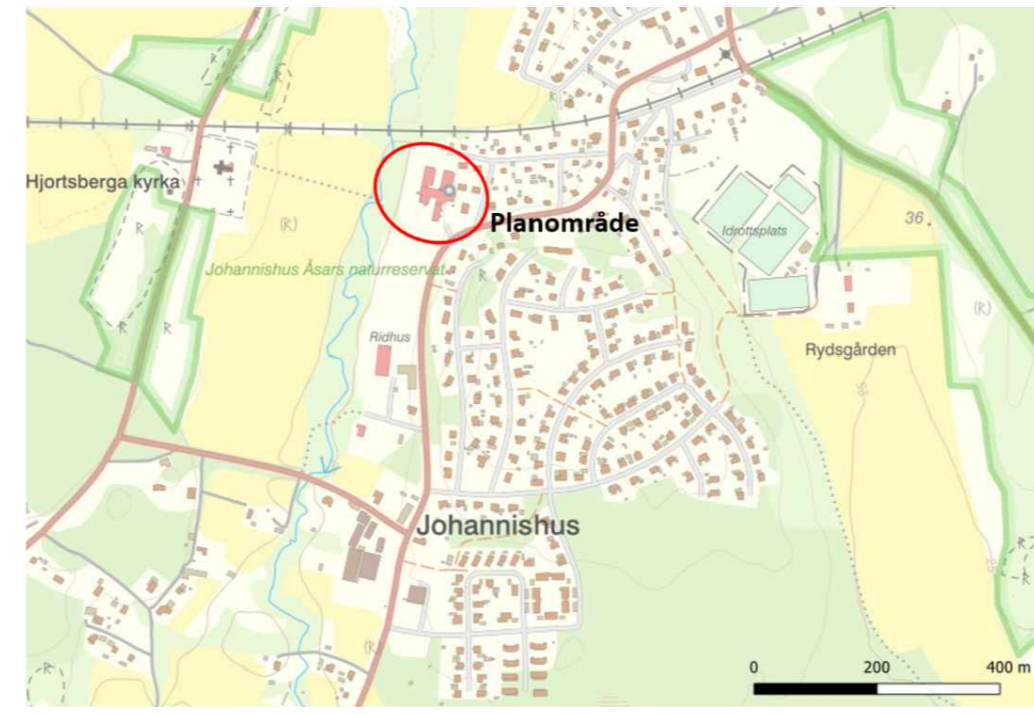 Hjortsberga kyrka
Planområde
Idrottsplats
36
(R)
Johannishus Åsars naturreservat
(R)
Ridhus
Rydsgården
Johannishus
0 200 400 m